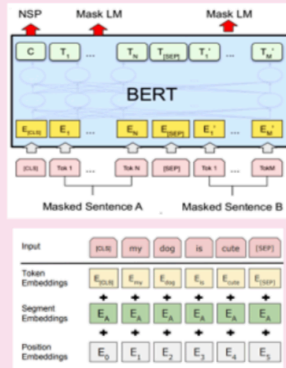 NSP Mask LM Mask LM
C T1 ... TN T[SEP] T1' ... TM'
BERT
E[CLS] E1 ... EN E[SEP] E1' ... EM'
[CLS] Tok 1 ... Tok N [SEP] Tok 1 ... TokM
Masked Sentence A Masked Sentence B
Input [CLS] my dog is cute [SEP]
Token Embeddings E[CLS] Emy Edog Eis Ecute E[SEP]
Segment Embeddings EA EA EA EA EA EA
Position Embeddings E0 E1 E2 E3 E4 E5